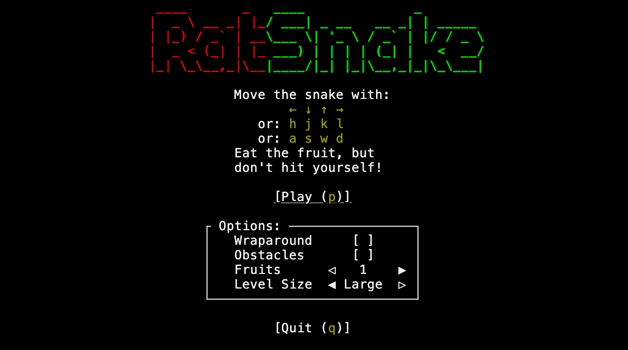 RatSnake
Move the snake with:
← ↓ ↑ →
or: h j k l
or: a s w d
Eat the fruit, but
don't hit yourself!
[Play (p)]
Options:
Wraparound [ ]
Obstacles [ ]
Fruits ◁ 1 ▶
Level Size ◀ Large ▷
[Quit (q)]